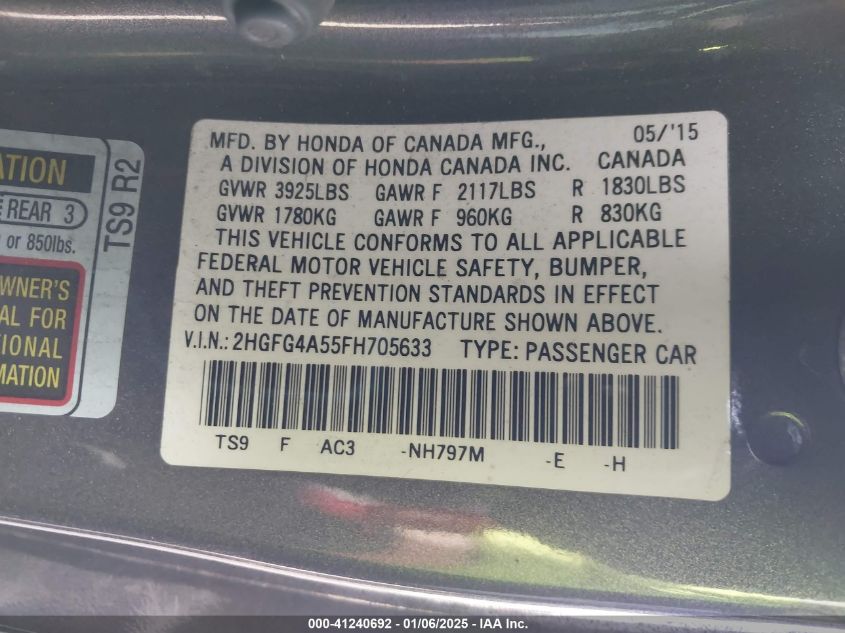 ATION
REAR 3
or 850lbs.
TS9 R2
WNER'S
AL FOR
IONAL
MATION
MFD. BY HONDA OF CANADA MFG., 05/'15
A DIVISION OF HONDA CANADA INC. CANADA
GVWR 3925LBS GAWR F 2117LBS R 1830LBS
GVWR 1780KG GAWR F 960KG R 830KG
THIS VEHICLE CONFORMS TO ALL APPLICABLE
FEDERAL MOTOR VEHICLE SAFETY, BUMPER,
AND THEFT PREVENTION STANDARDS IN EFFECT
ON THE DATE OF MANUFACTURE SHOWN ABOVE.
V.I.N.: 2HGFG4A55FH705633 TYPE: PASSENGER CAR
TS9 F AC3 -NH797M -E -H
000-41240692 - 01/06/2025 - IAA Inc.